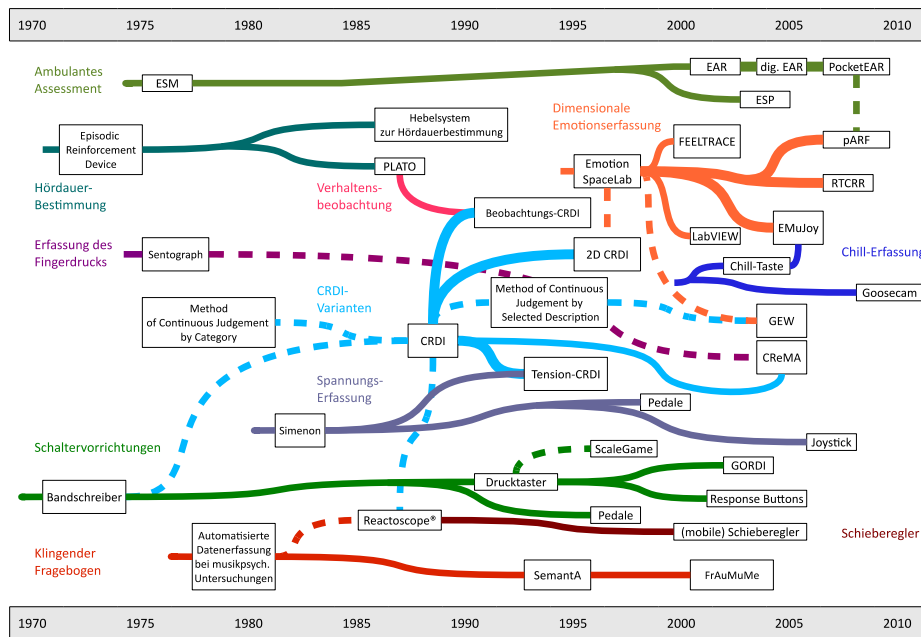 1970 1975 1980 1985 1990 1995 2000 2005 2010
Ambulantes
Assessment
ESM
EAR
dig. EAR
PocketEAR
ESP
Episodic
Reinforcement
Device
Hebelsystem
zur Hördauerbestimmung
PLATO
Dimensionale
Emotionserfassung
FEELTRACE
pARF
Emotion
SpaceLab
RTCRR
Hördauer-
Bestimmung
Verhaltens-
beobachtung
Beobachtungs-CRDI
LabVIEW
EMuJoy
Erfassung des
Fingerdrucks
Sentograph
2D CRDI
Chill-Taste
Chill-Erfassung
Goosecam
CRDI-
Varianten
Method
of Continuous Judgement
by Category
Method of Continuous
Judgement by
Selected Description
GEW
CRDI
CReMA
Spannungs-
Erfassung
Tension-CRDI
Pedale
Simenon
Joystick
Schaltervorrichtungen
ScaleGame
GORDI
Bandschreiber
Drucktaster
Response Buttons
Pedale
Reactoscope®
(mobile) Schieberegler
Schieberegler
Klingender
Fragebogen
Automatisierte
Datenerfassung
bei musikpsych.
Untersuchungen
SemantA
FrAuMuMe
1970 1975 1980 1985 1990 1995 2000 2005 2010